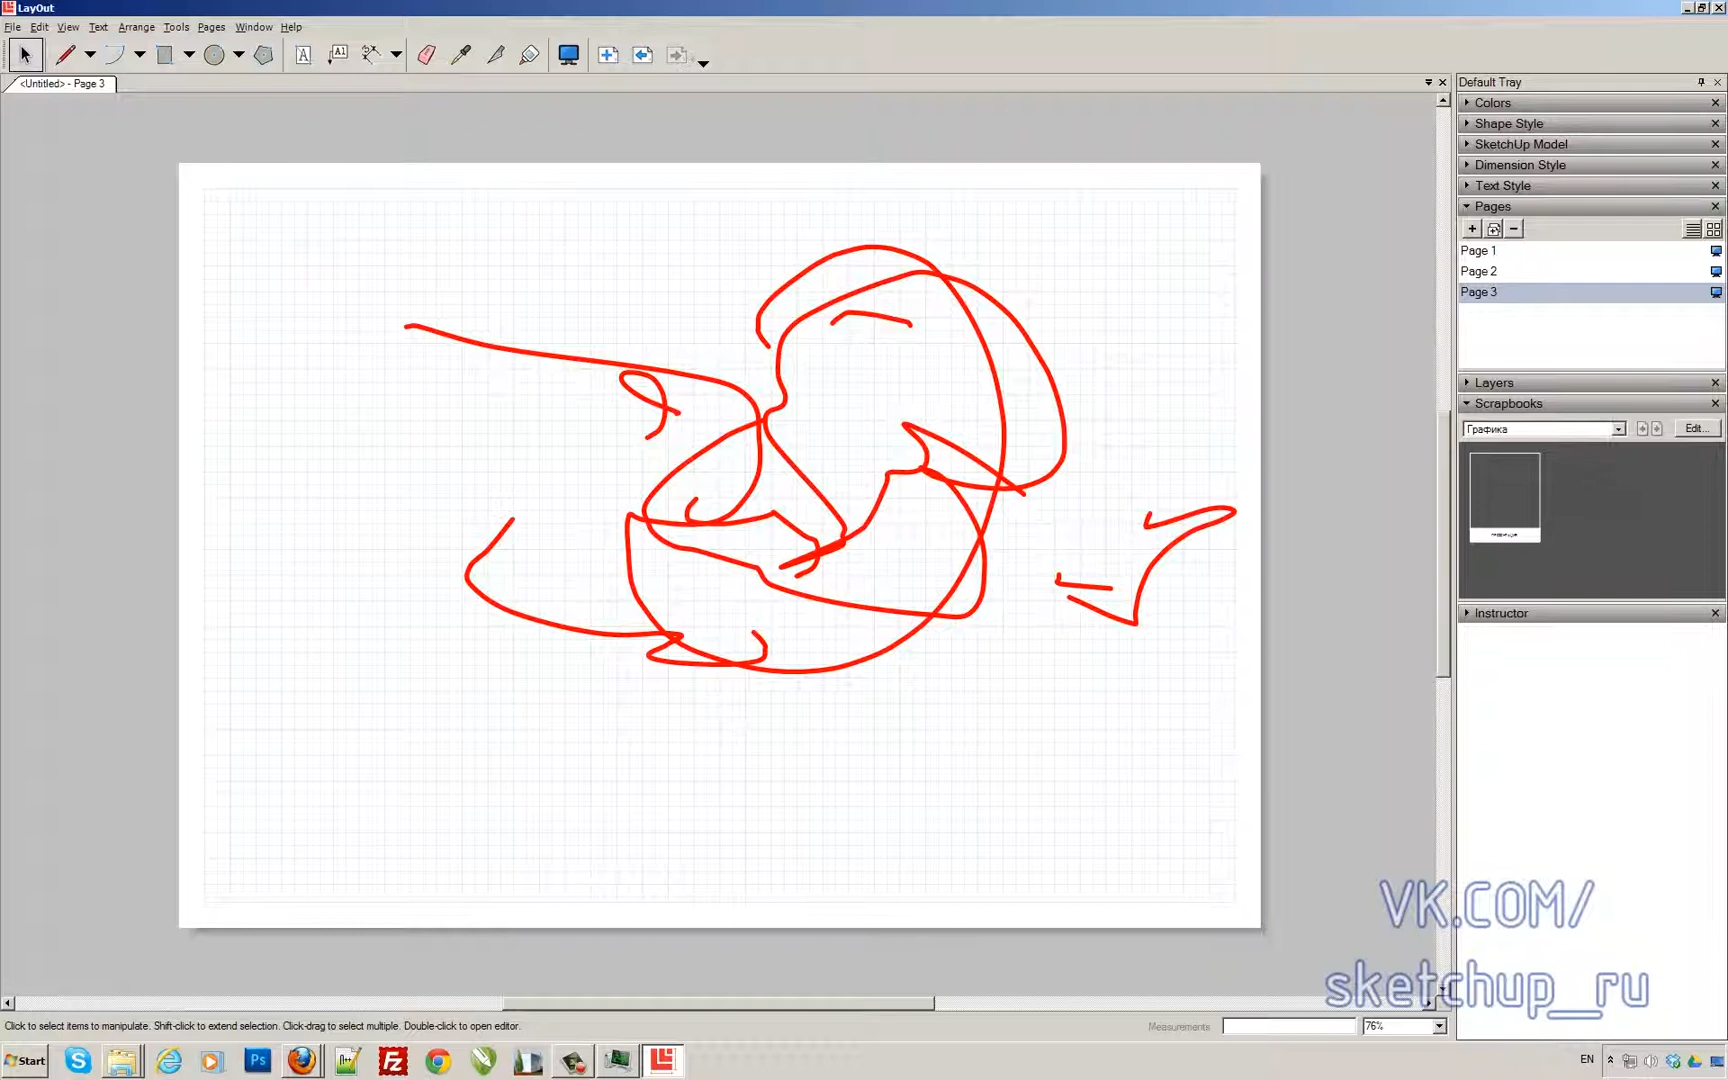 LayOut
File Edit View Text Arrange Tools Pages Window Help
A A1
<Untitled> - Page 3
Default Tray
Colors
Shape Style
SketchUp Model
Dimension Style
Text Style
Pages
Page 1
Page 2
Page 3
Layers
Scrapbooks
Графика Edit...
Instructor
VK.COM/
sketchup_ru
Click to select items to manipulate. Shift-click to extend selection. Click-drag to select multiple. Double-click to open editor.
Measurements 76%
Start S Ps Fz EN